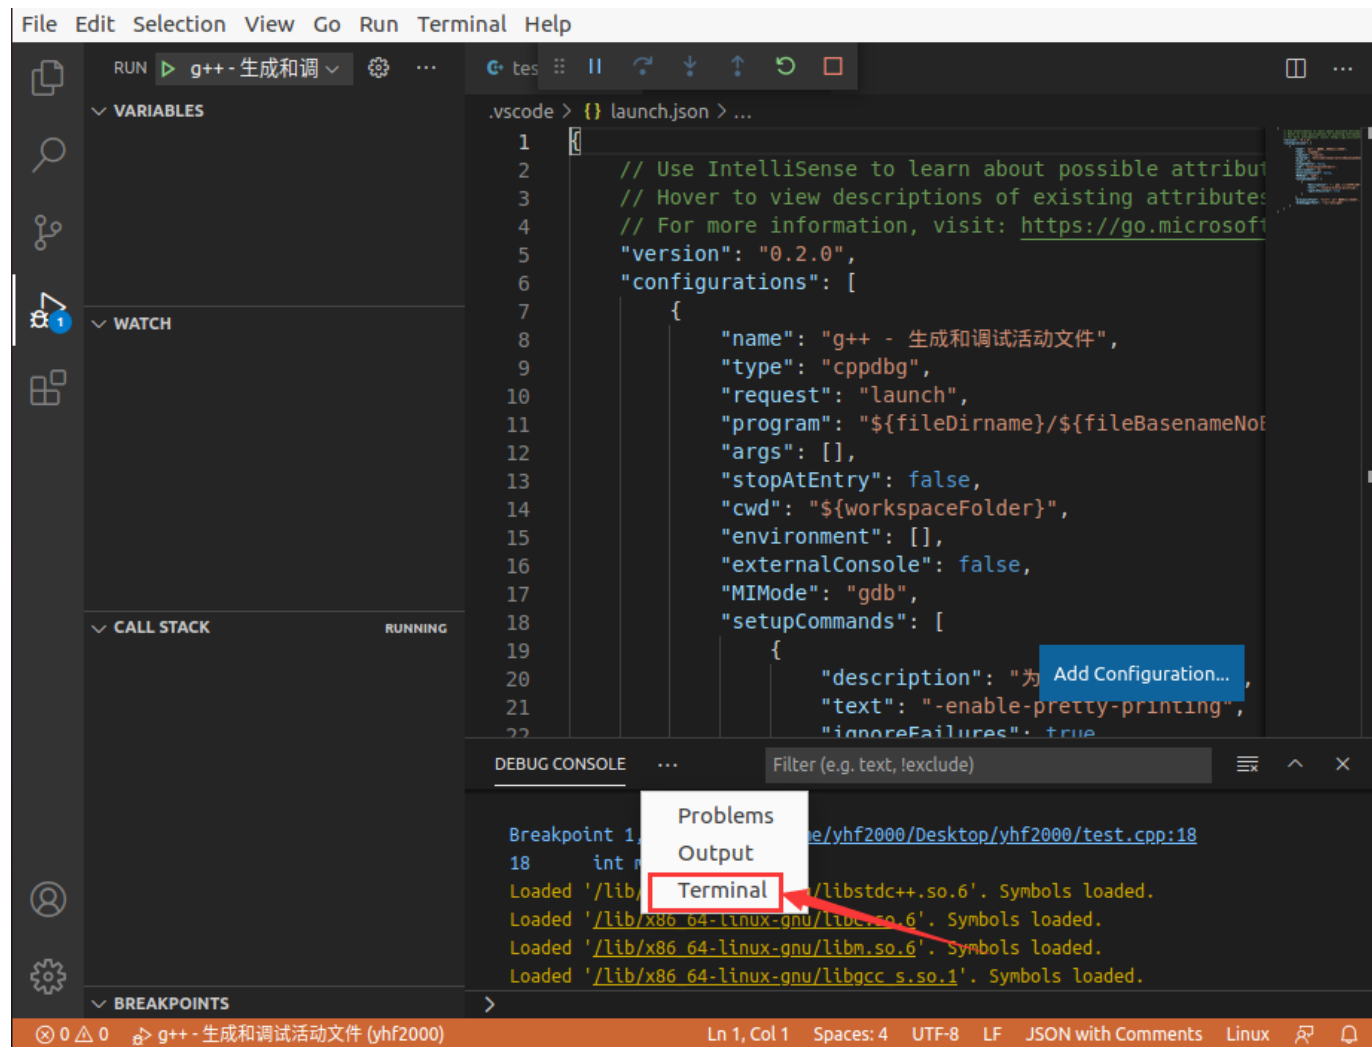 File Edit Selection View Go Run Terminal Help
RUN g++ - 生成和调
tes
VARIABLES
.vscode > {} launch.json > ...
1 {
2 // Use IntelliSense to learn about possible attribut
3 // Hover to view descriptions of existing attributes
4 // For more information, visit: https://go.microsoft
5 "version": "0.2.0",
6 "configurations": [
7 {
8 "name": "g++ - 生成和调试活动文件",
9 "type": "cppdbg",
10 "request": "launch",
11 "program": "${fileDirname}/${fileBasenameNoE
12 "args": [],
13 "stopAtEntry": false,
14 "cwd": "${workspaceFolder}",
15 "environment": [],
16 "externalConsole": false,
17 "MIMode": "gdb",
18 "setupCommands": [
19 {
20 "description": "为 ,
21 "text": "-enable-pretty-printing",
22 "ignoreFailures": true
Add Configuration...
1
WATCH
CALL STACK RUNNING
BREAKPOINTS
DEBUG CONSOLE ... Filter (e.g. text, !exclude)
Problems
Output
Terminal
Breakpoint 1, me/yhf2000/Desktop/yhf2000/test.cpp:18
18 int m
Loaded '/lib/ u/libstdc++.so.6'. Symbols loaded.
Loaded '/lib/x86_64-linux-gnu/libc.so.6'. Symbols loaded.
Loaded '/lib/x86_64-linux-gnu/libm.so.6'. Symbols loaded.
Loaded '/lib/x86_64-linux-gnu/libgcc_s.so.1'. Symbols loaded.
>
0 0 g++ - 生成和调试活动文件 (yhf2000) Ln 1, Col 1 Spaces: 4 UTF-8 LF JSON with Comments Linux